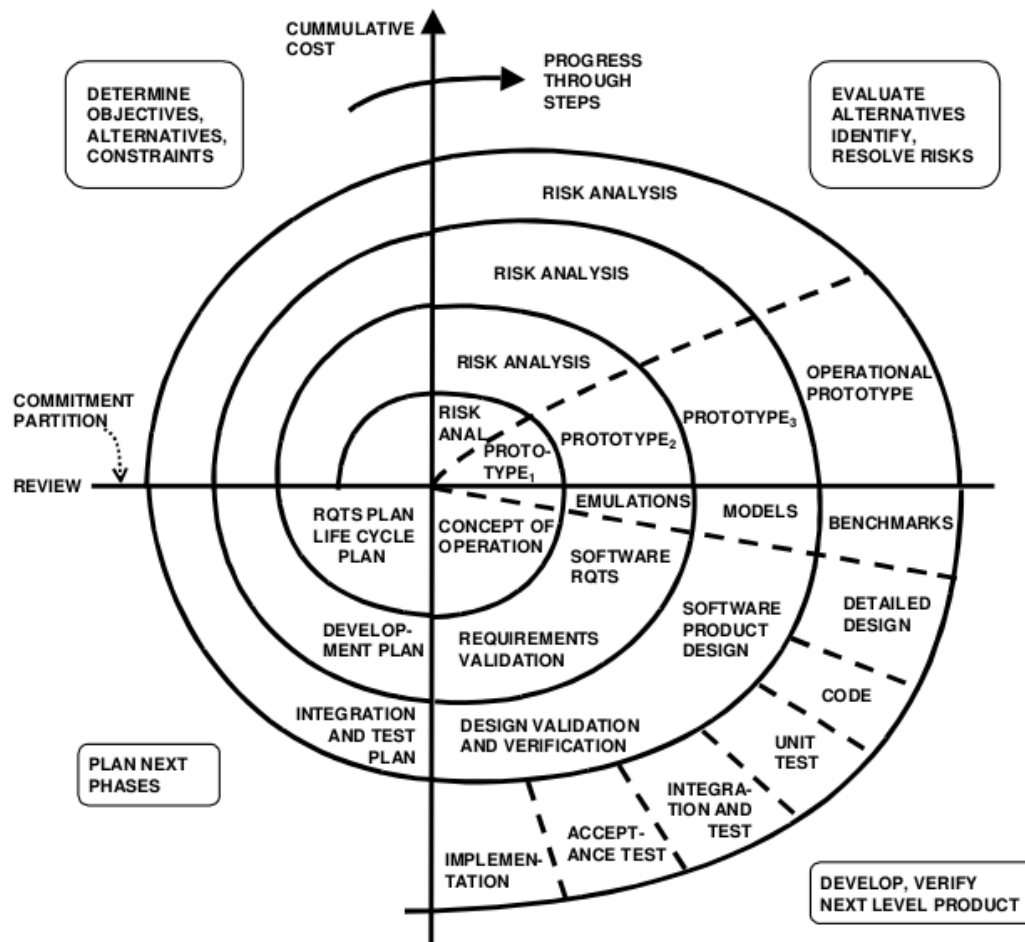 CUMMULATIVE
COST
PROGRESS
THROUGH
STEPS
DETERMINE
OBJECTIVES,
ALTERNATIVES,
CONSTRAINTS
EVALUATE
ALTERNATIVES
IDENTIFY,
RESOLVE RISKS
RISK ANALYSIS
RISK ANALYSIS
RISK ANALYSIS
RISK
ANAL.
PROTO-
TYPE1
PROTOTYPE2
PROTOTYPE3
OPERATIONAL
PROTOTYPE
COMMITMENT
PARTITION
REVIEW
EMULATIONS
MODELS
BENCHMARKS
RQTS PLAN
LIFE CYCLE
PLAN
CONCEPT OF
OPERATION
SOFTWARE
RQTS
SOFTWARE
PRODUCT
DESIGN
DETAILED
DESIGN
DEVELOP-
MENT PLAN
REQUIREMENTS
VALIDATION
CODE
INTEGRATION
AND TEST
PLAN
DESIGN VALIDATION
AND VERIFICATION
UNIT
TEST
PLAN NEXT
PHASES
INTEGRA-
TION AND
TEST
ACCEPT-
ANCE TEST
IMPLEMEN-
TATION
DEVELOP, VERIFY
NEXT LEVEL PRODUCT